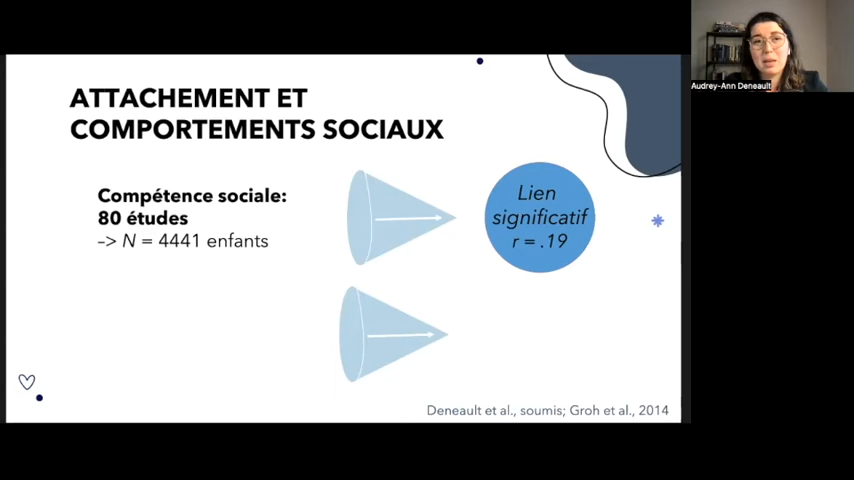 ATTACHEMENT ET
COMPORTEMENTS SOCIAUX
Compétence sociale:
80 études
–> N = 4441 enfants
Lien
significatif
r = .19
Deneault et al., soumis; Groh et al., 2014
Audrey-Ann Deneault